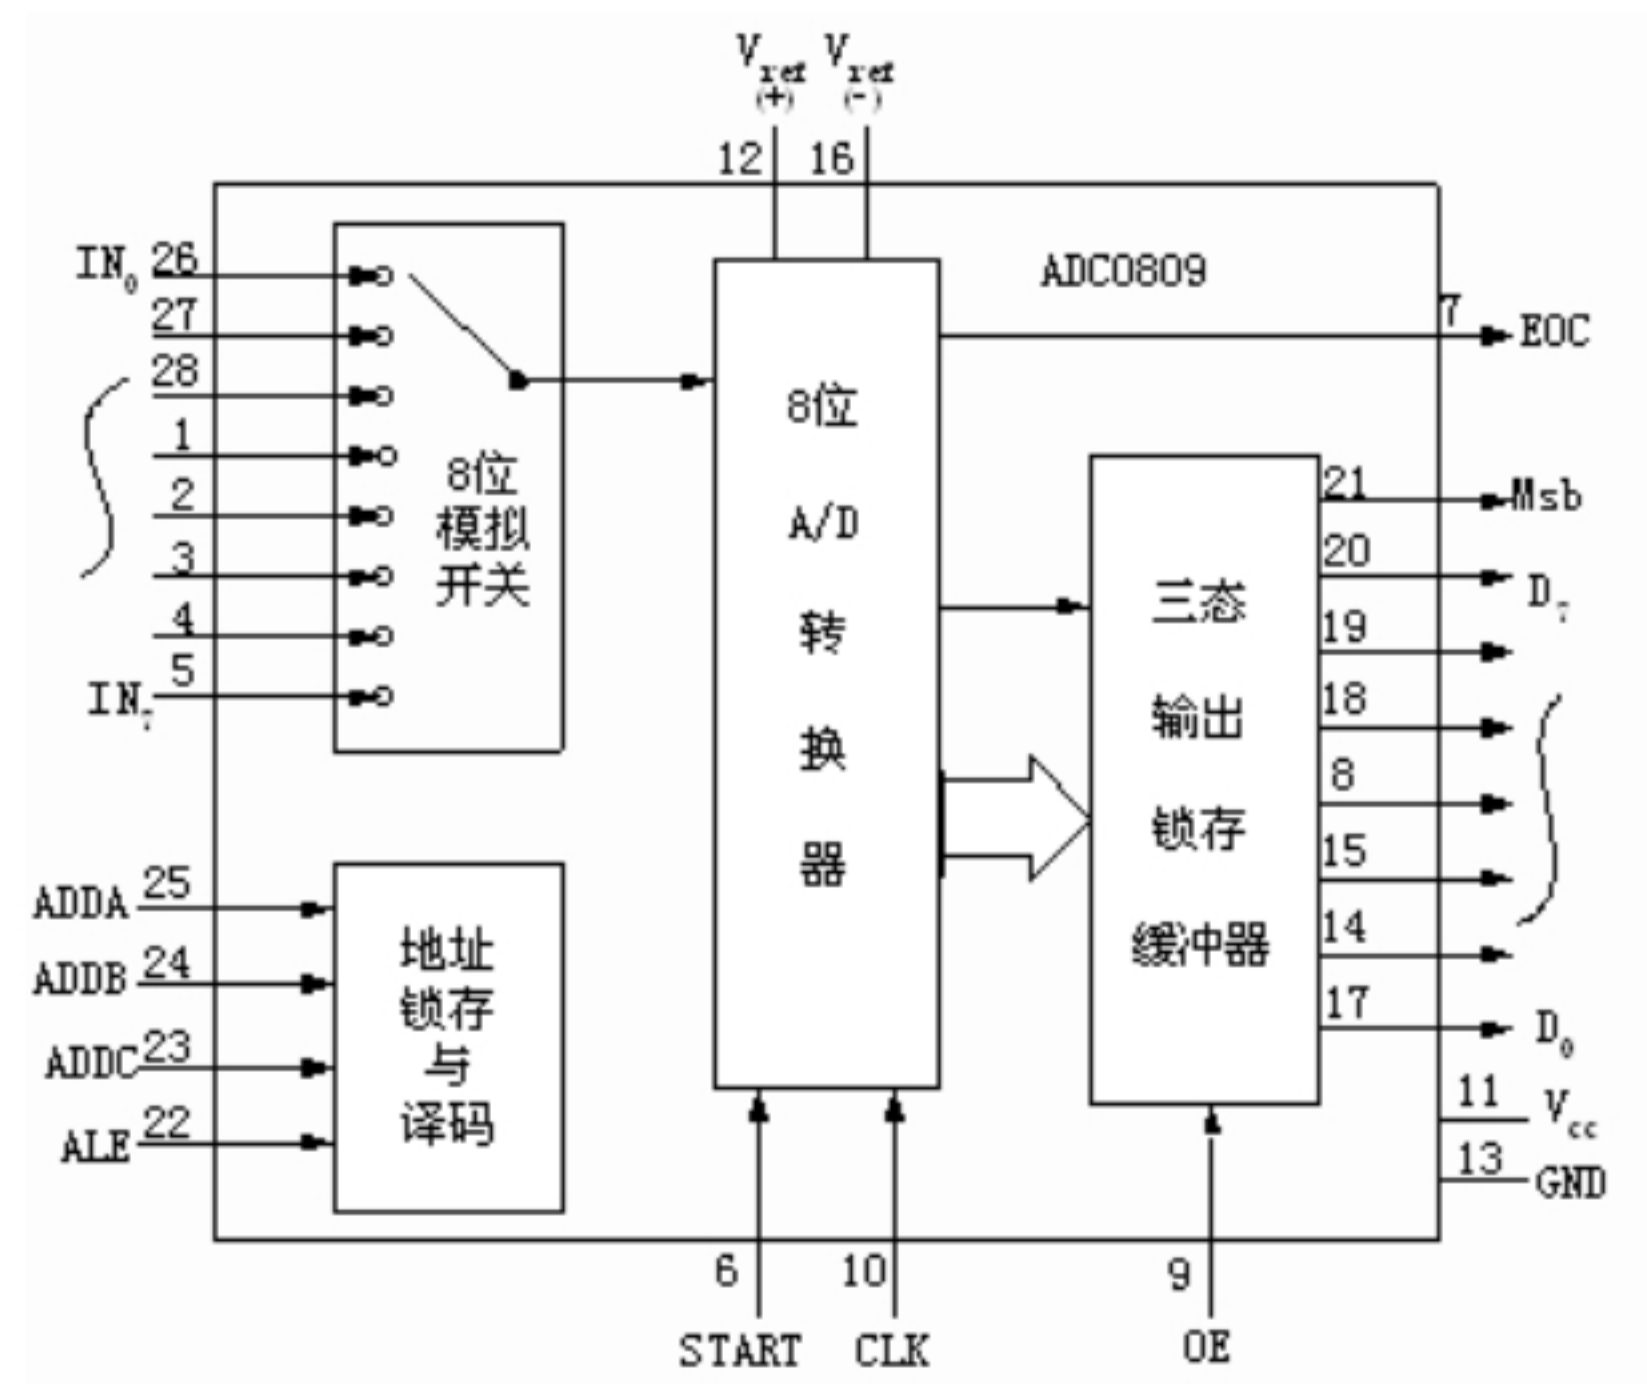 Vref Vref
(+) (-)
12 16
ADC0809
IN0 26
27
28
1
2
3
4
IN7 5
8位
模拟
开关
8位
A/D
转
换
器
7 EOC
21 Msb
20 D7
19
18
8
15
14
17 D0
三态
输出
锁存
缓冲器
ADDA 25
ADDB 24
ADDC 23
ALE 22
地址
锁存
与
译码
11 Vcc
13 GND
6 10 9
START CLK OE